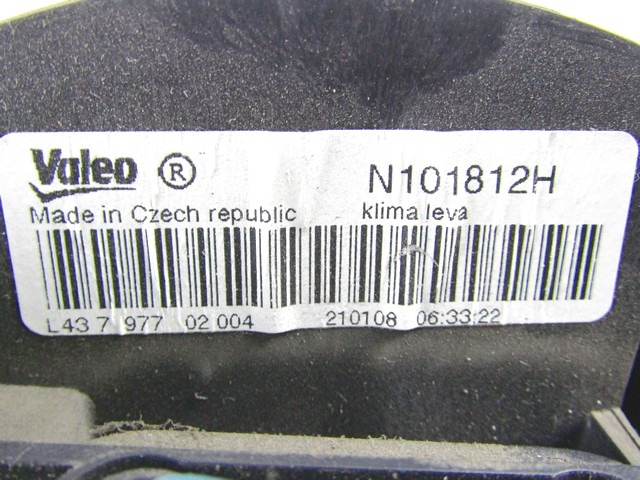 Valeo ® N101812H
Made in Czech republic klima leva
L43 7 977 02 004 210108 06:33:22